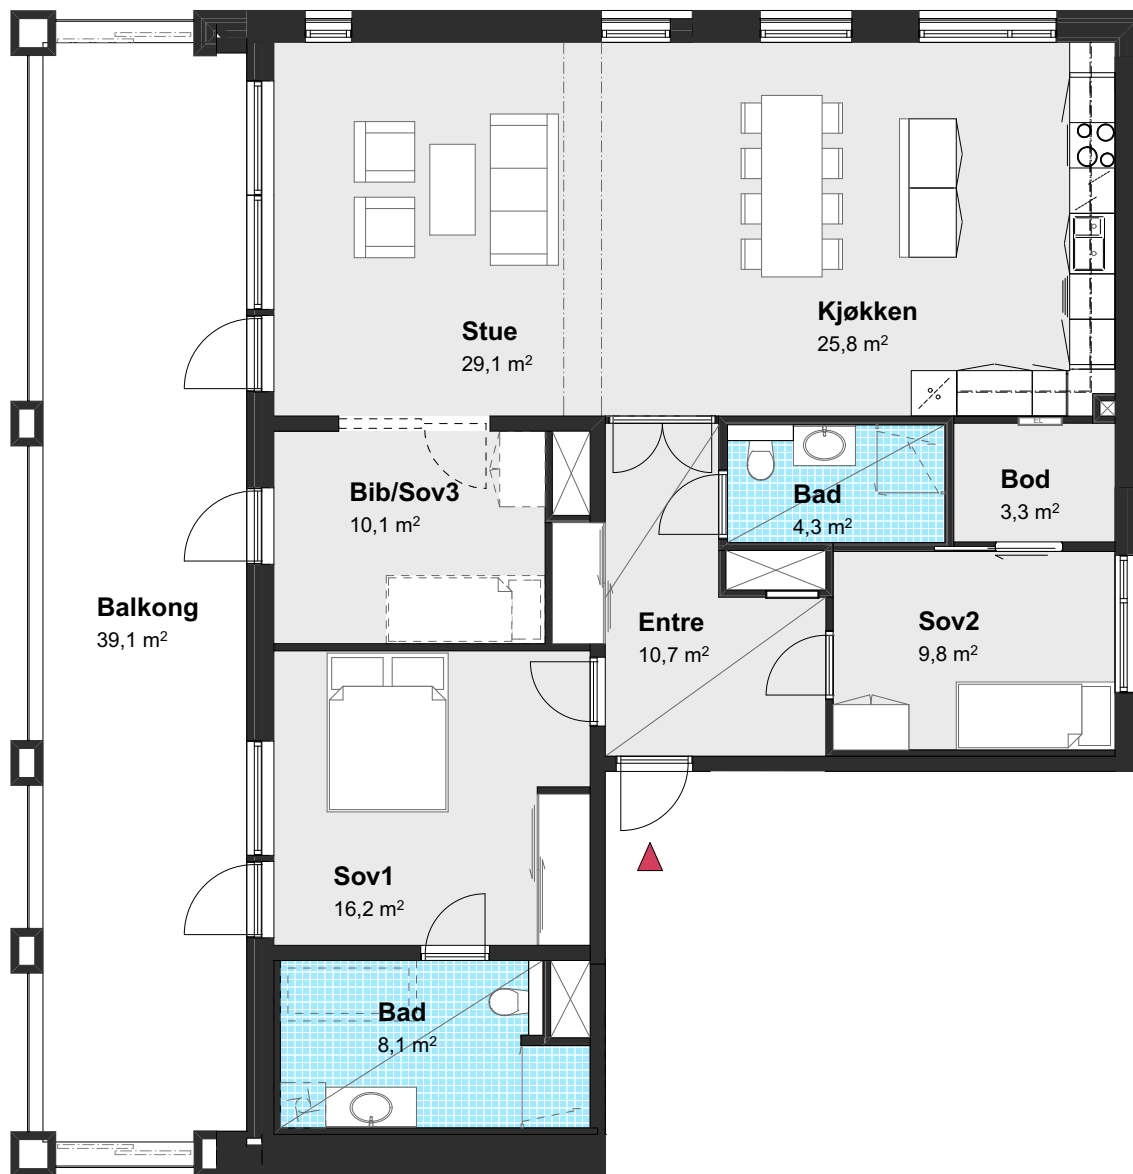 Stue
29,1 m²
Kjøkken
25,8 m²
EL
Bib/Sov3
10,1 m²
Bad
4,3 m²
Bod
3,3 m²
Balkong
39,1 m²
Entre
10,7 m²
Sov2
9,8 m²
Sov1
16,2 m²
Bad
8,1 m²